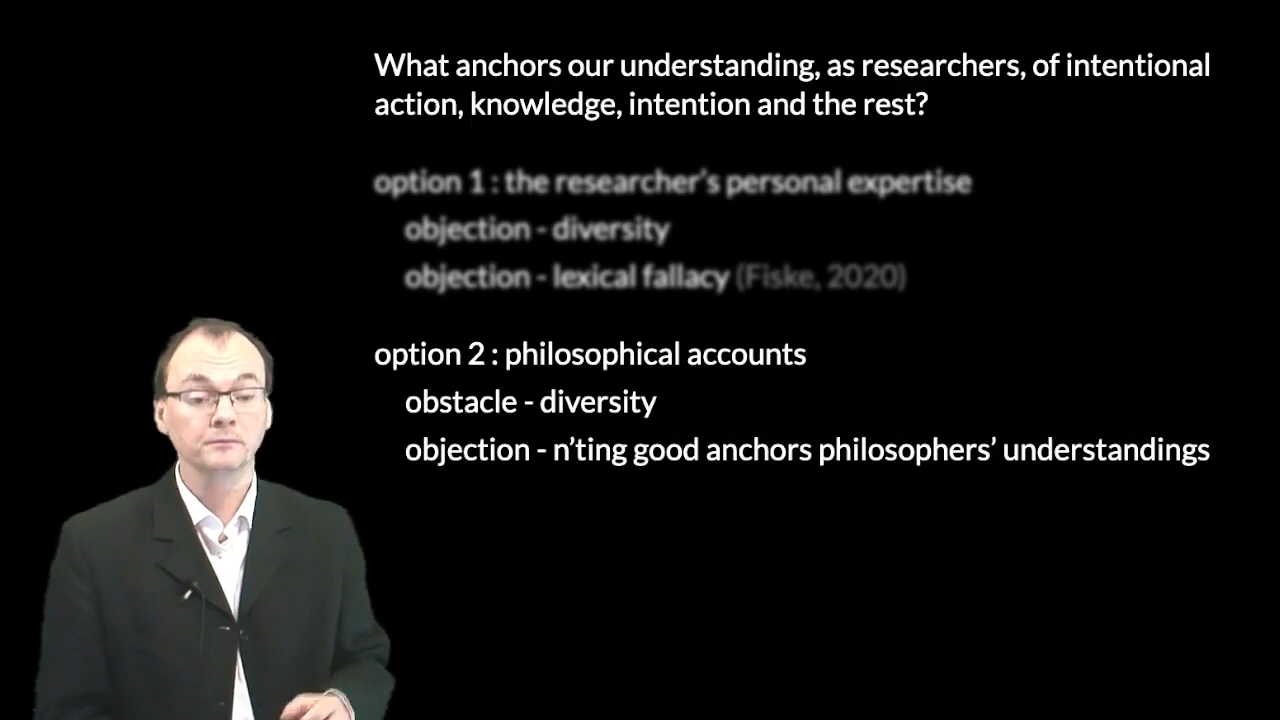 What anchors our understanding, as researchers, of intentional
action, knowledge, intention and the rest?
option 1 : the researcher's personal expertise
objection - diversity
objection - lexical fallacy (Fiske, 2020)
option 2 : philosophical accounts
obstacle - diversity
objection - n'ting good anchors philosophers' understandings